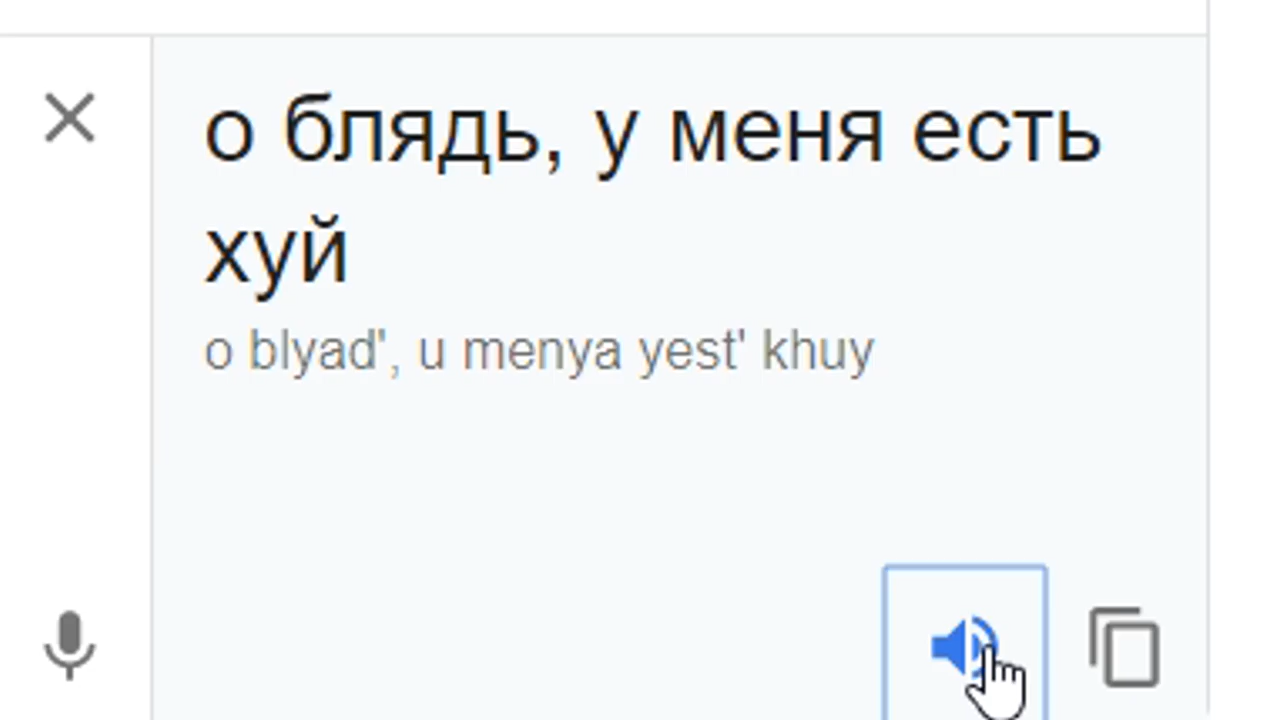 о блядь, у меня есть
хуй
o blyad', u menya yest' khuy